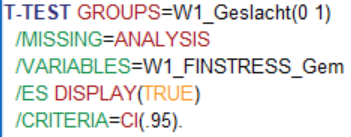 T-TEST GROUPS=W1_Geslacht(0 1)
/MISSING=ANALYSIS
/VARIABLES=W1_FINSTRESS_Gem
/ES DISPLAY(TRUE)
/CRITERIA=CI(.95).